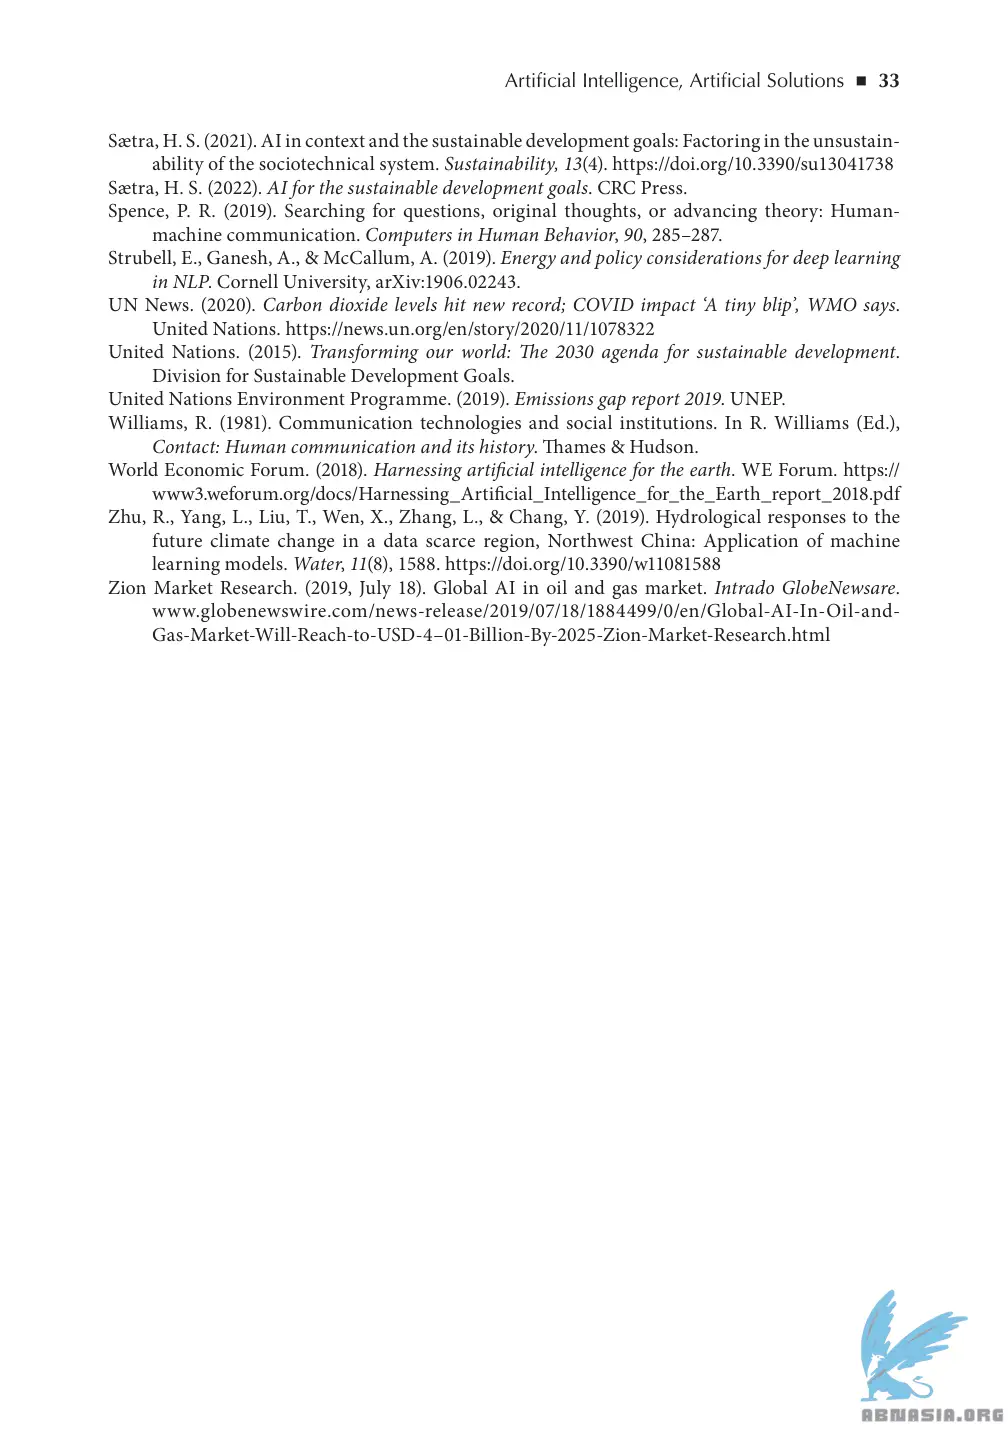 Artificial Intelligence, Artificial Solutions ■ 33
Sætra, H. S. (2021). AI in context and the sustainable development goals: Factoring in the unsustain-
ability of the sociotechnical system. Sustainability, 13(4). https://doi.org/10.3390/su13041738
Sætra, H. S. (2022). AI for the sustainable development goals. CRC Press.
Spence, P. R. (2019). Searching for questions, original thoughts, or advancing theory: Human-
machine communication. Computers in Human Behavior, 90, 285–287.
Strubell, E., Ganesh, A., & McCallum, A. (2019). Energy and policy considerations for deep learning
in NLP. Cornell University, arXiv:1906.02243.
UN News. (2020). Carbon dioxide levels hit new record; COVID impact ‘A tiny blip’, WMO says.
United Nations. https://news.un.org/en/story/2020/11/1078322
United Nations. (2015). Transforming our world: The 2030 agenda for sustainable development.
Division for Sustainable Development Goals.
United Nations Environment Programme. (2019). Emissions gap report 2019. UNEP.
Williams, R. (1981). Communication technologies and social institutions. In R. Williams (Ed.),
Contact: Human communication and its history. Thames & Hudson.
World Economic Forum. (2018). Harnessing artificial intelligence for the earth. WE Forum. https://
www3.weforum.org/docs/Harnessing_Artificial_Intelligence_for_the_Earth_report_2018.pdf
Zhu, R., Yang, L., Liu, T., Wen, X., Zhang, L., & Chang, Y. (2019). Hydrological responses to the
future climate change in a data scarce region, Northwest China: Application of machine
learning models. Water, 11(8), 1588. https://doi.org/10.3390/w11081588
Zion Market Research. (2019, July 18). Global AI in oil and gas market. Intrado GlobeNewsare.
www.globenewswire.com/news-release/2019/07/18/1884499/0/en/Global-AI-In-Oil-and-
Gas-Market-Will-Reach-to-USD-4–01-Billion-By-2025-Zion-Market-Research.html
ABNASIA.ORG